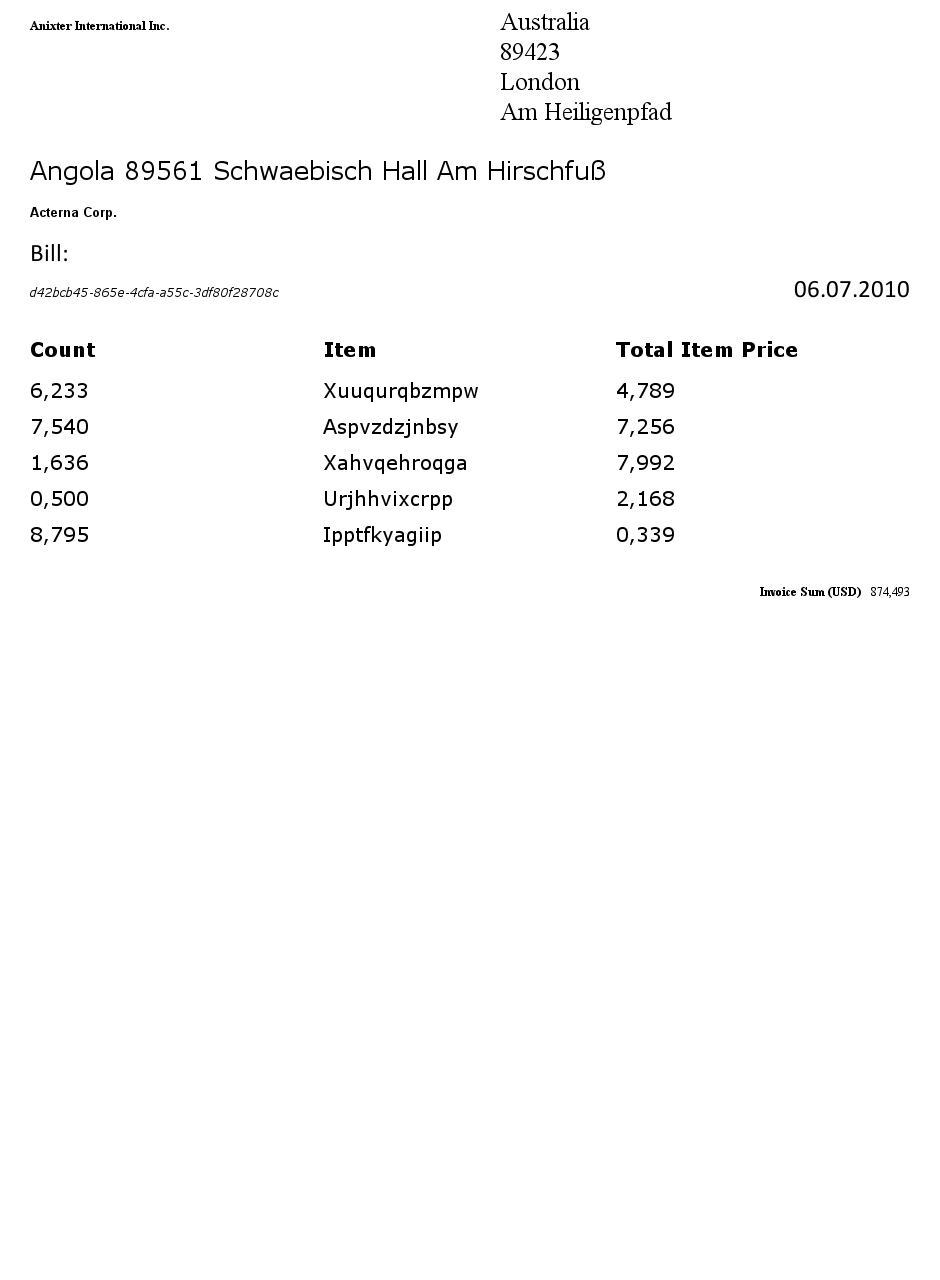 Anixter International Inc.
Australia
89423
London
Am Heiligenpfad
Angola 89561 Schwaebisch Hall Am Hirschfuß
Acterna Corp.
Bill:
d42bcb45-865e-4cfa-a55c-3df80f28708c 06.07.2010
Count Item Total Item Price
6,233 Xuuqurqbzmpw 4,789
7,540 Aspvzdzjnbsy 7,256
1,636 Xahvqehroqga 7,992
0,500 Urjhhvixcrpp 2,168
8,795 Ipptfkyagiip 0,339
Invoice Sum (USD) 874,493